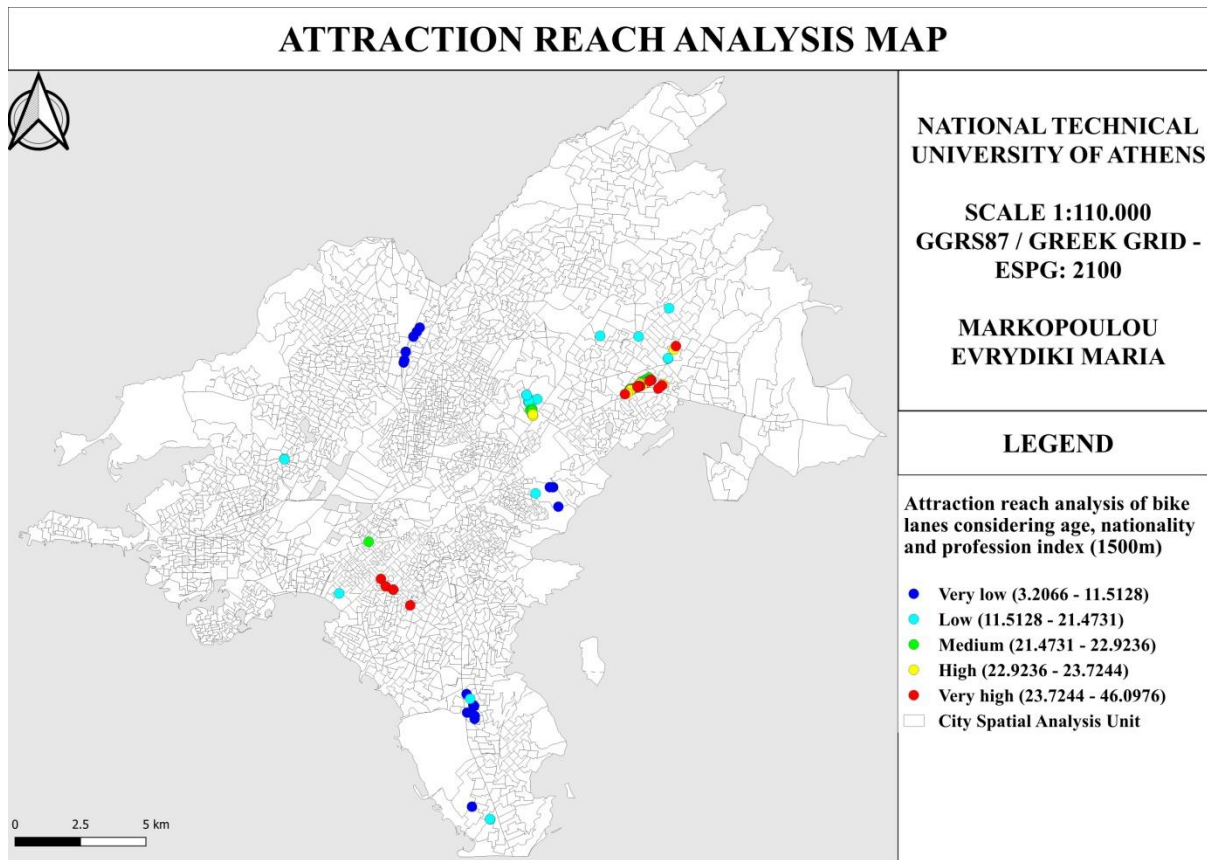 ATTRACTION REACH ANALYSIS MAP
NATIONAL TECHNICAL
UNIVERSITY OF ATHENS
SCALE 1:110.000
GGRS87 / GREEK GRID -
ESPG: 2100
MARKOPOULOU
EVRYDIKI MARIA
LEGEND
Attraction reach analysis of bike
lanes considering age, nationality
and profession index (1500m)
Very low (3.2066 - 11.5128)
Low (11.5128 - 21.4731)
Medium (21.4731 - 22.9236)
High (22.9236 - 23.7244)
Very high (23.7244 - 46.0976)
City Spatial Analysis Unit
0 2.5 5 km